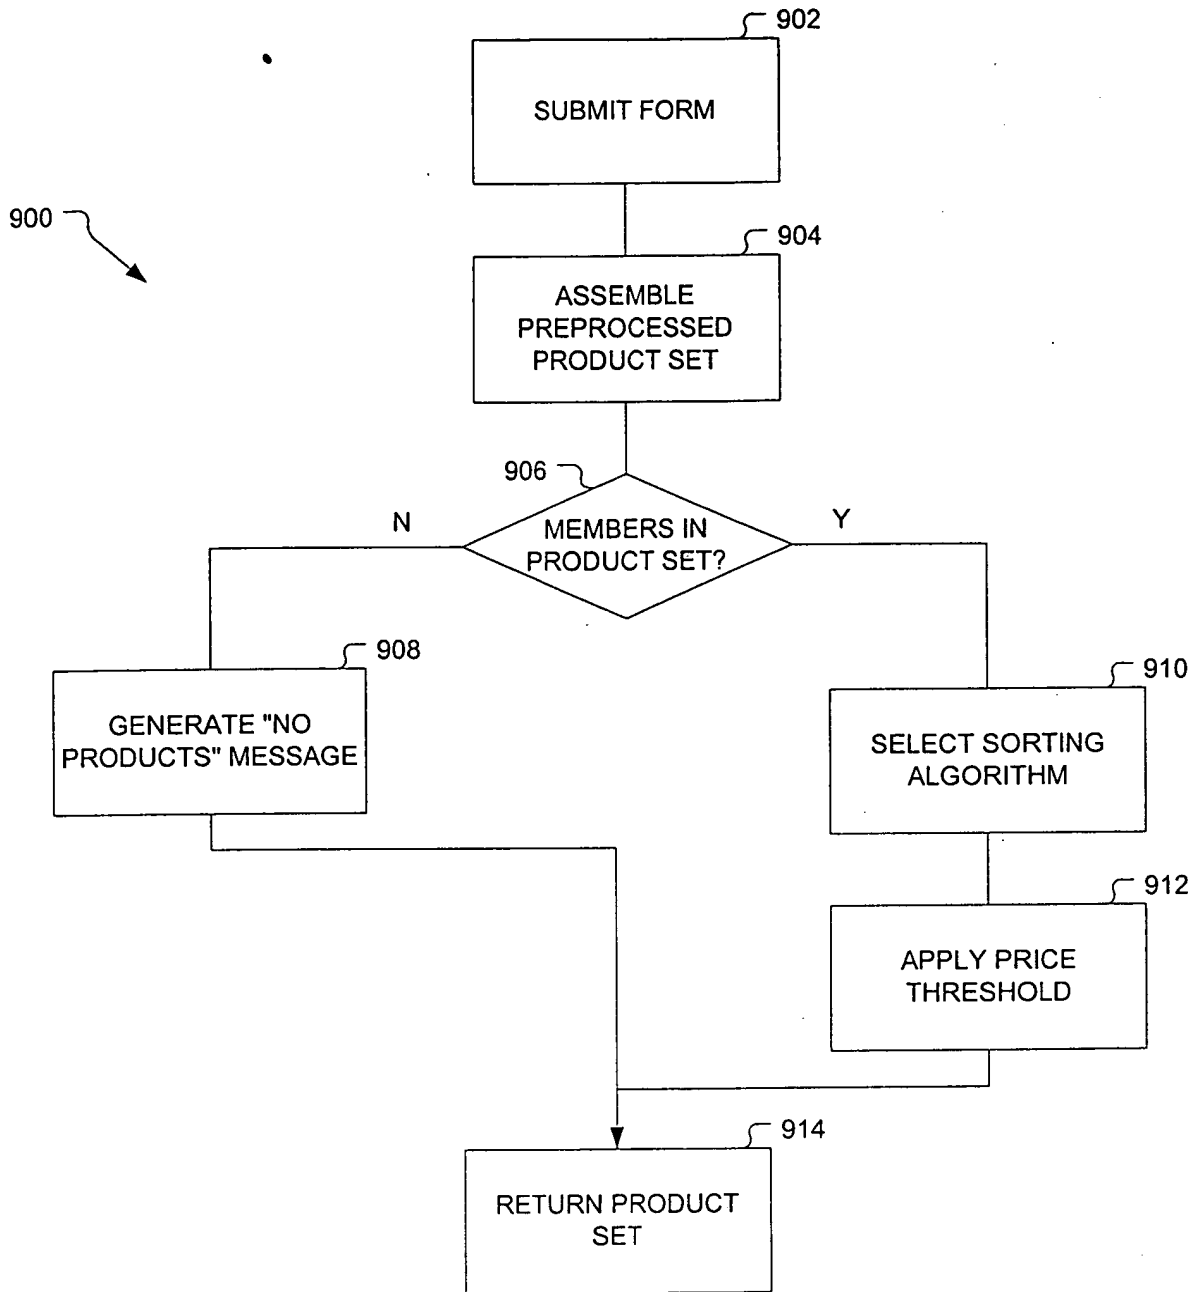 902
SUBMIT FORM
900
904
ASSEMBLE
PREPROCESSED
PRODUCT SET
906
N
Y
MEMBERS IN
PRODUCT SET?
908
GENERATE "NO
PRODUCTS" MESSAGE
910
SELECT SORTING
ALGORITHM
912
APPLY PRICE
THRESHOLD
914
RETURN PRODUCT
SET